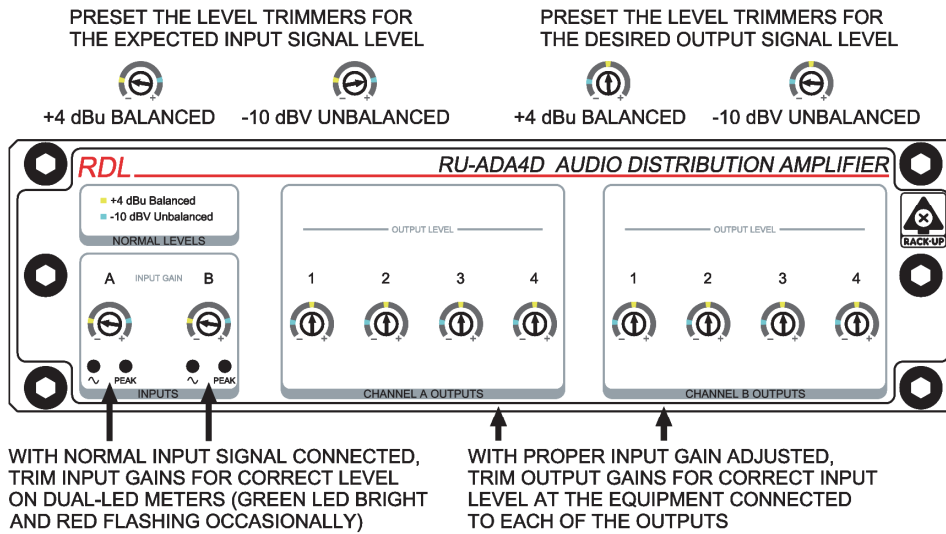 PRESET THE LEVEL TRIMMERS FOR
THE EXPECTED INPUT SIGNAL LEVEL
- +
- +
+4 dBu BALANCED
-10 dBV UNBALANCED
PRESET THE LEVEL TRIMMERS FOR
THE DESIRED OUTPUT SIGNAL LEVEL
- +
- +
+4 dBu BALANCED
-10 dBV UNBALANCED
RDL
RU-ADA4D AUDIO DISTRIBUTION AMPLIFIER
RACK-UP
+4 dBu Balanced
-10 dBV Unbalanced
NORMAL LEVELS
A INPUT GAIN B
- +
- +
PEAK
PEAK
INPUTS
OUTPUT LEVEL
1 2 3 4
- + - + - + - +
CHANNEL A OUTPUTS
OUTPUT LEVEL
1 2 3 4
- + - + - + - +
CHANNEL B OUTPUTS
WITH NORMAL INPUT SIGNAL CONNECTED,
TRIM INPUT GAINS FOR CORRECT LEVEL
ON DUAL-LED METERS (GREEN LED BRIGHT
AND RED FLASHING OCCASIONALLY)
WITH PROPER INPUT GAIN ADJUSTED,
TRIM OUTPUT GAINS FOR CORRECT INPUT
LEVEL AT THE EQUIPMENT CONNECTED
TO EACH OF THE OUTPUTS